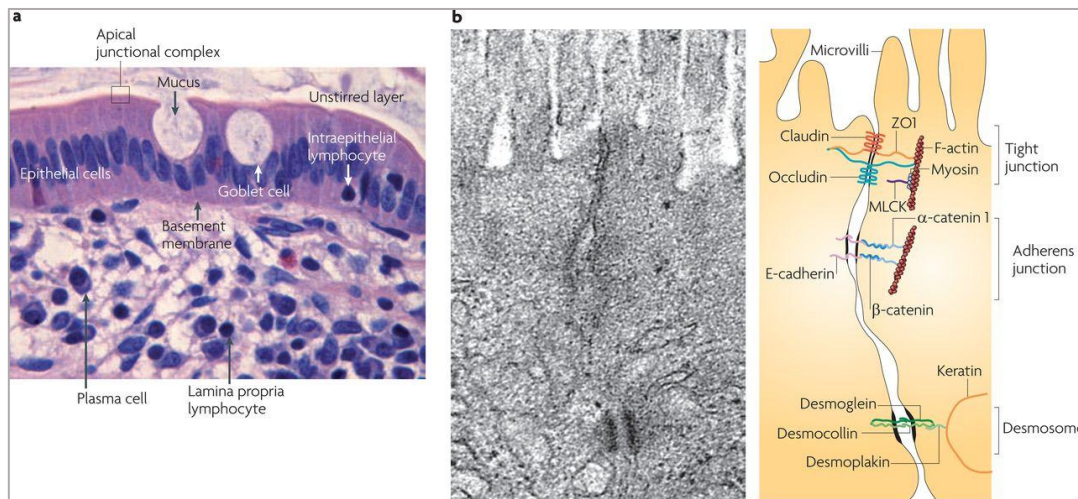 a
Apical
junctional complex
Mucus
Unstirred layer
Intraepithelial
lymphocyte
Epithelial cells
Goblet cell
Basement
membrane
Plasma cell
Lamina propria
lymphocyte
b
Microvilli
Claudin
ZO1
F-actin
Myosin
Occludin
MLCK
Tight
junction
α-catenin 1
E-cadherin
β-catenin
Adherens
junction
Keratin
Desmoglein
Desmocollin
Desmoplakin
Desmosome